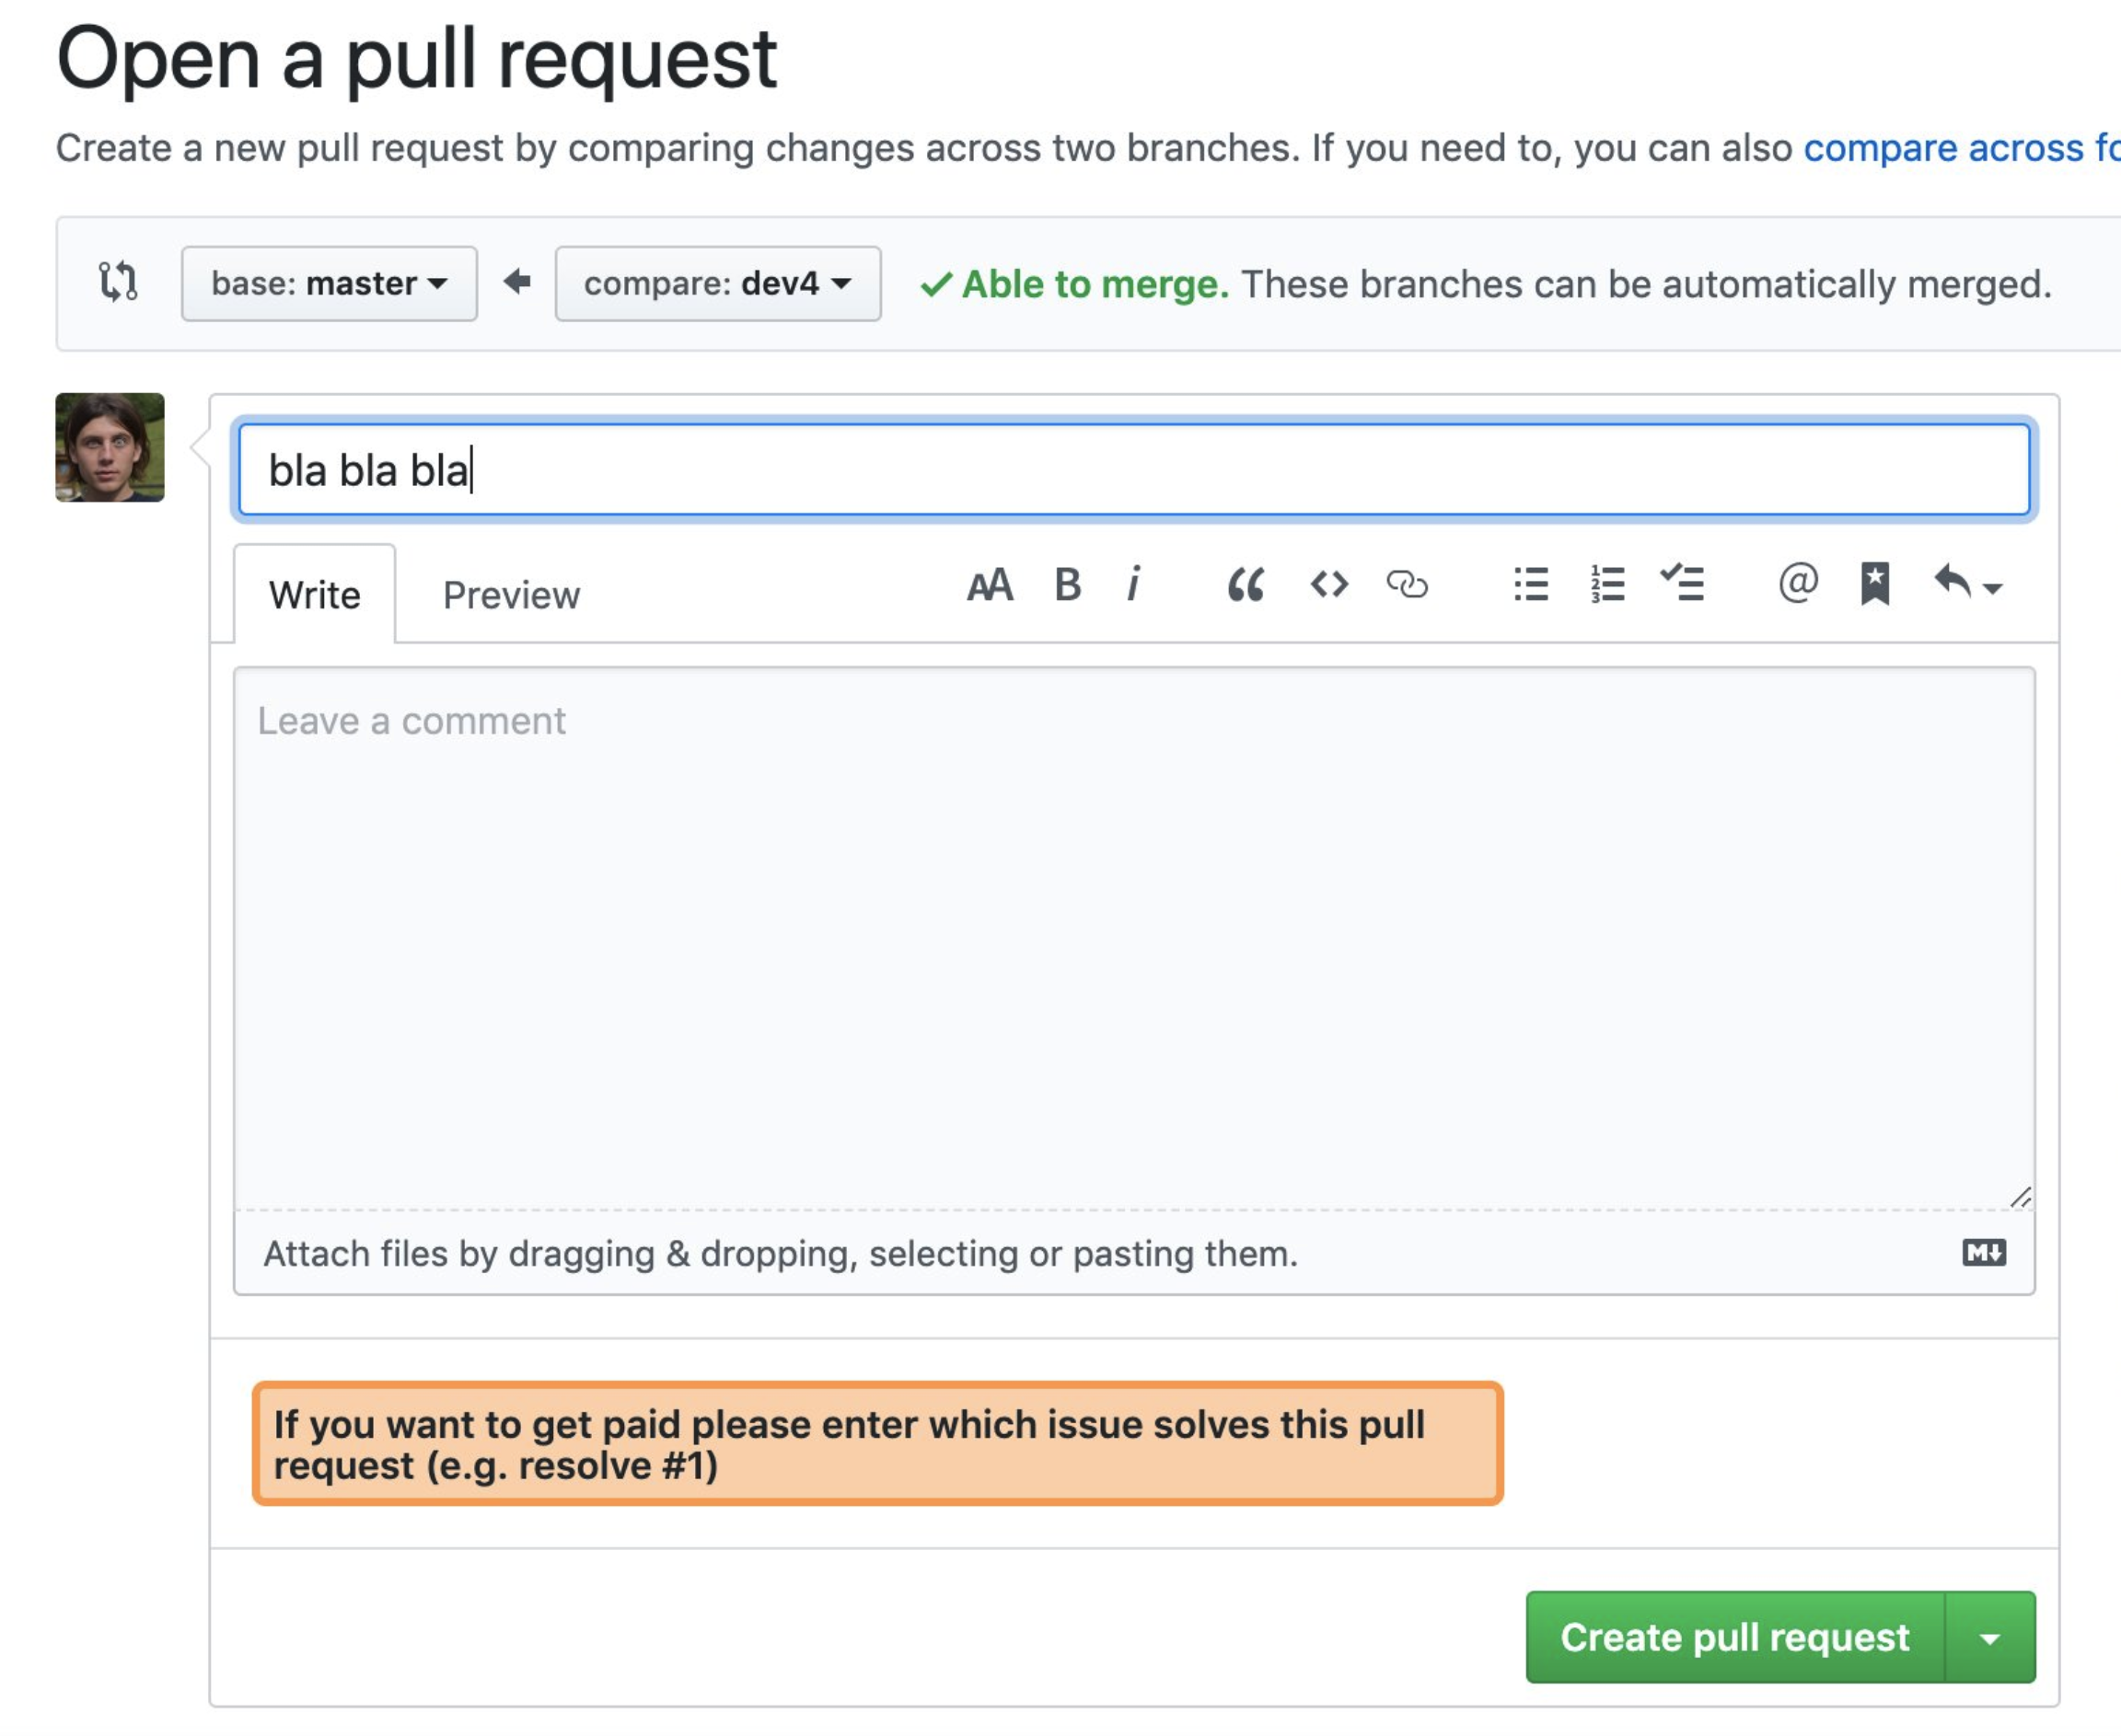 Open a pull request
Create a new pull request by comparing changes across two branches. If you need to, you can also compare across
base: master compare: dev4 Able to merge. These branches can be automatically merged.
bla bla bla
Write Preview AA B i “ <> 1 2 3 @
Leave a comment
Attach files by dragging & dropping, selecting or pasting them. M
If you want to get paid please enter which issue solves this pull
request (e.g. resolve #1)
Create pull request